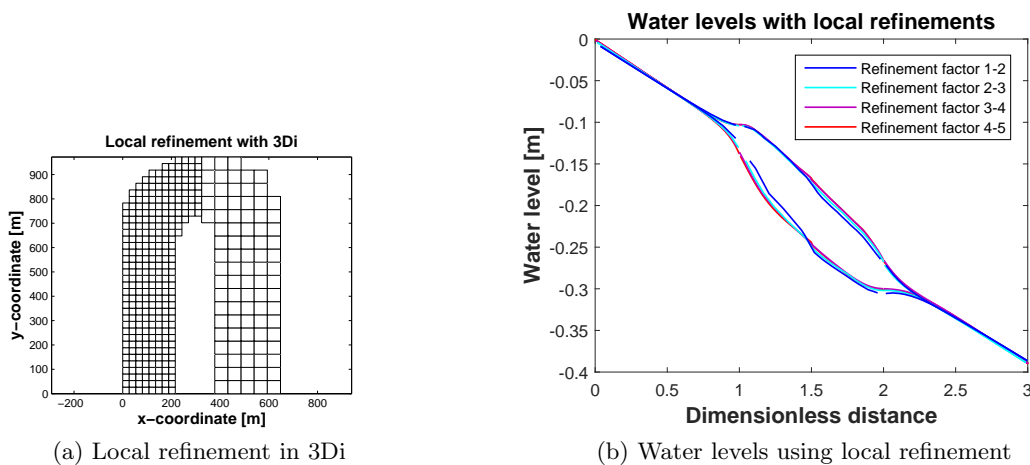 Local refinement with 3Di
900
800
700
600
500
400
300
200
100
0
y-coordinate [m]
-200 0 200 400 600 800
x-coordinate [m]
(a) Local refinement in 3Di
Water levels with local refinements
0
-0.05
-0.1
-0.15
-0.2
-0.25
-0.3
-0.35
-0.4
Water level [m]
Refinement factor 1-2
Refinement factor 2-3
Refinement factor 3-4
Refinement factor 4-5
0 0.5 1 1.5 2 2.5 3
Dimensionless distance
(b) Water levels using local refinement